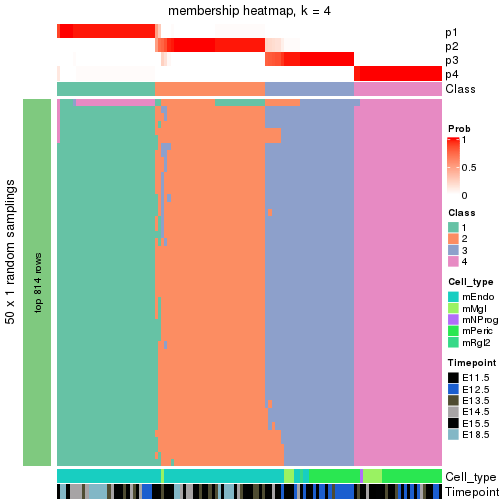 membership heatmap, k = 4
p1
p2
p3
p4
Class
50 x 1 random samplings
top 814 rows
Prob
1
0.5
0
Class
1
2
3
4
Cell_type
mEndo
mMgl
mNProg
mPeric
mRgl2
Timepoint
E11.5
E12.5
E13.5
E14.5
E15.5
E18.5
Cell_type
Timepoint